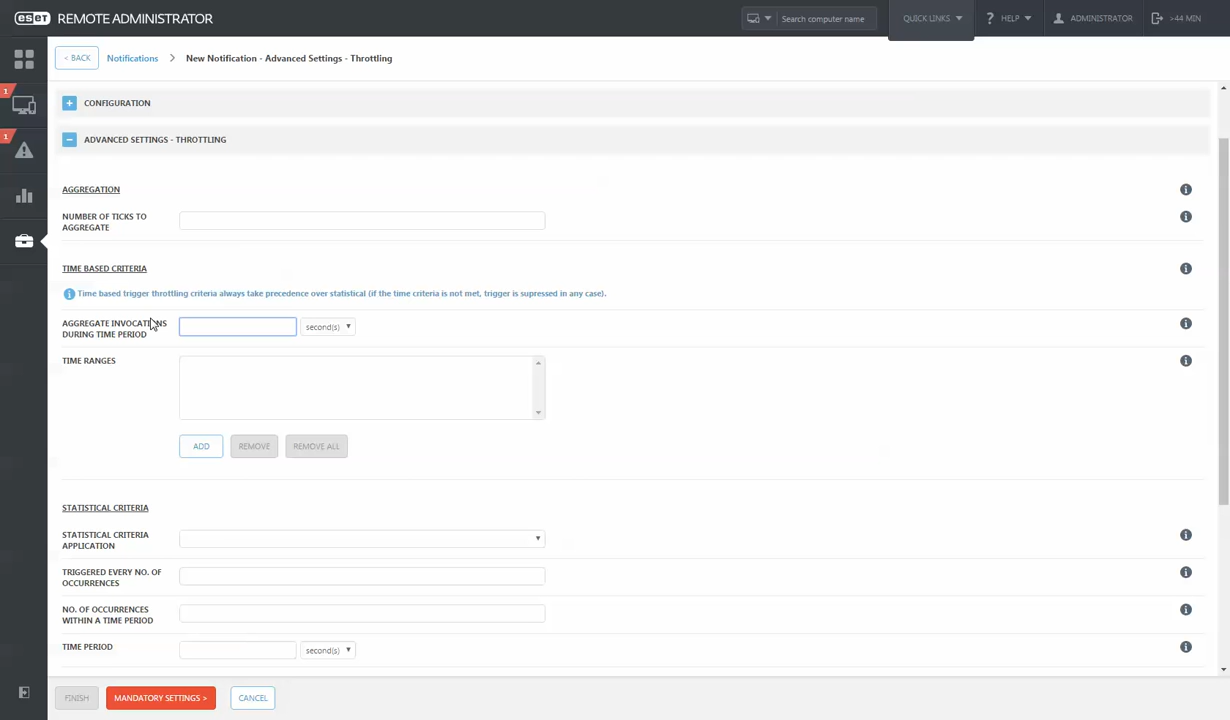 eset REMOTE ADMINISTRATOR
Search computer name
QUICK LINKS
? HELP
ADMINISTRATOR
>44 MIN
< BACK
Notifications > New Notification - Advanced Settings - Throttling
1
1
+ CONFIGURATION
− ADVANCED SETTINGS - THROTTLING
AGGREGATION
NUMBER OF TICKS TO
AGGREGATE
TIME BASED CRITERIA
Time based trigger throttling criteria always take precedence over statistical (if the time criteria is not met, trigger is supressed in any case).
AGGREGATE INVOCATIONS
DURING TIME PERIOD
second(s)
TIME RANGES
ADD
REMOVE
REMOVE ALL
STATISTICAL CRITERIA
STATISTICAL CRITERIA
APPLICATION
TRIGGERED EVERY NO. OF
OCCURRENCES
NO. OF OCCURRENCES
WITHIN A TIME PERIOD
TIME PERIOD
second(s)
FINISH
MANDATORY SETTINGS >
CANCEL